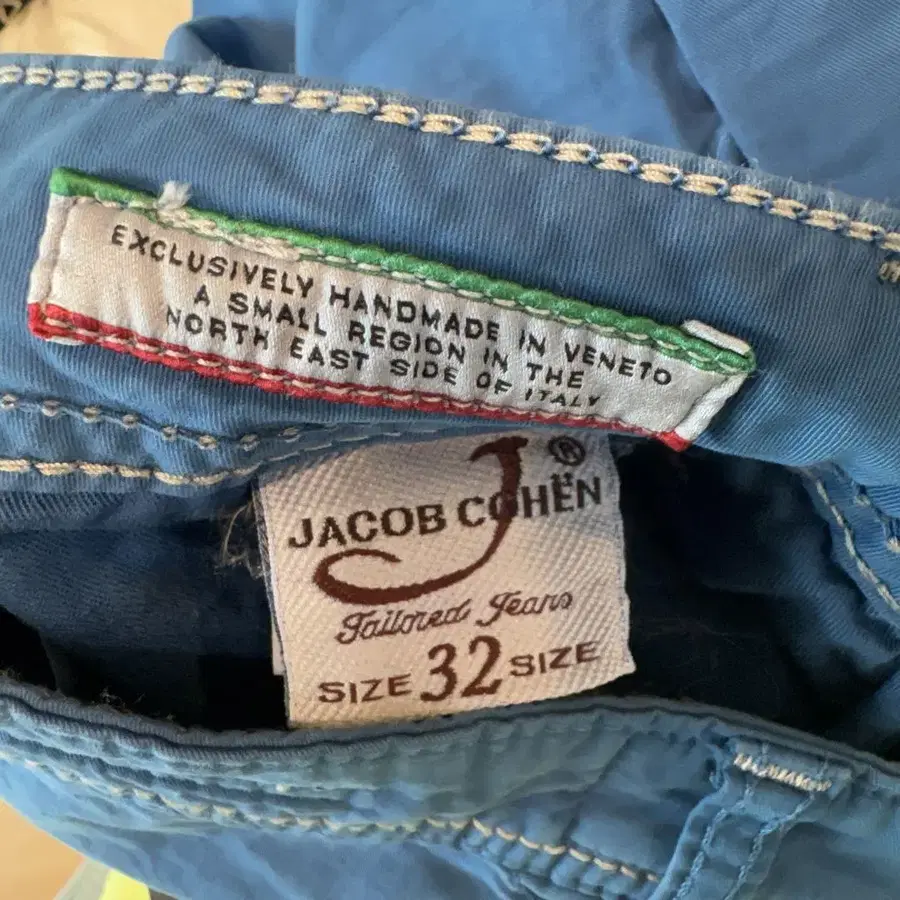 EXCLUSIVELY HANDMADE IN VENETO
A SMALL REGION IN THE
NORTH EAST SIDE OF ITALY
J ®
JACOB COHËN
Tailored Jeans
SIZE 32 SIZE